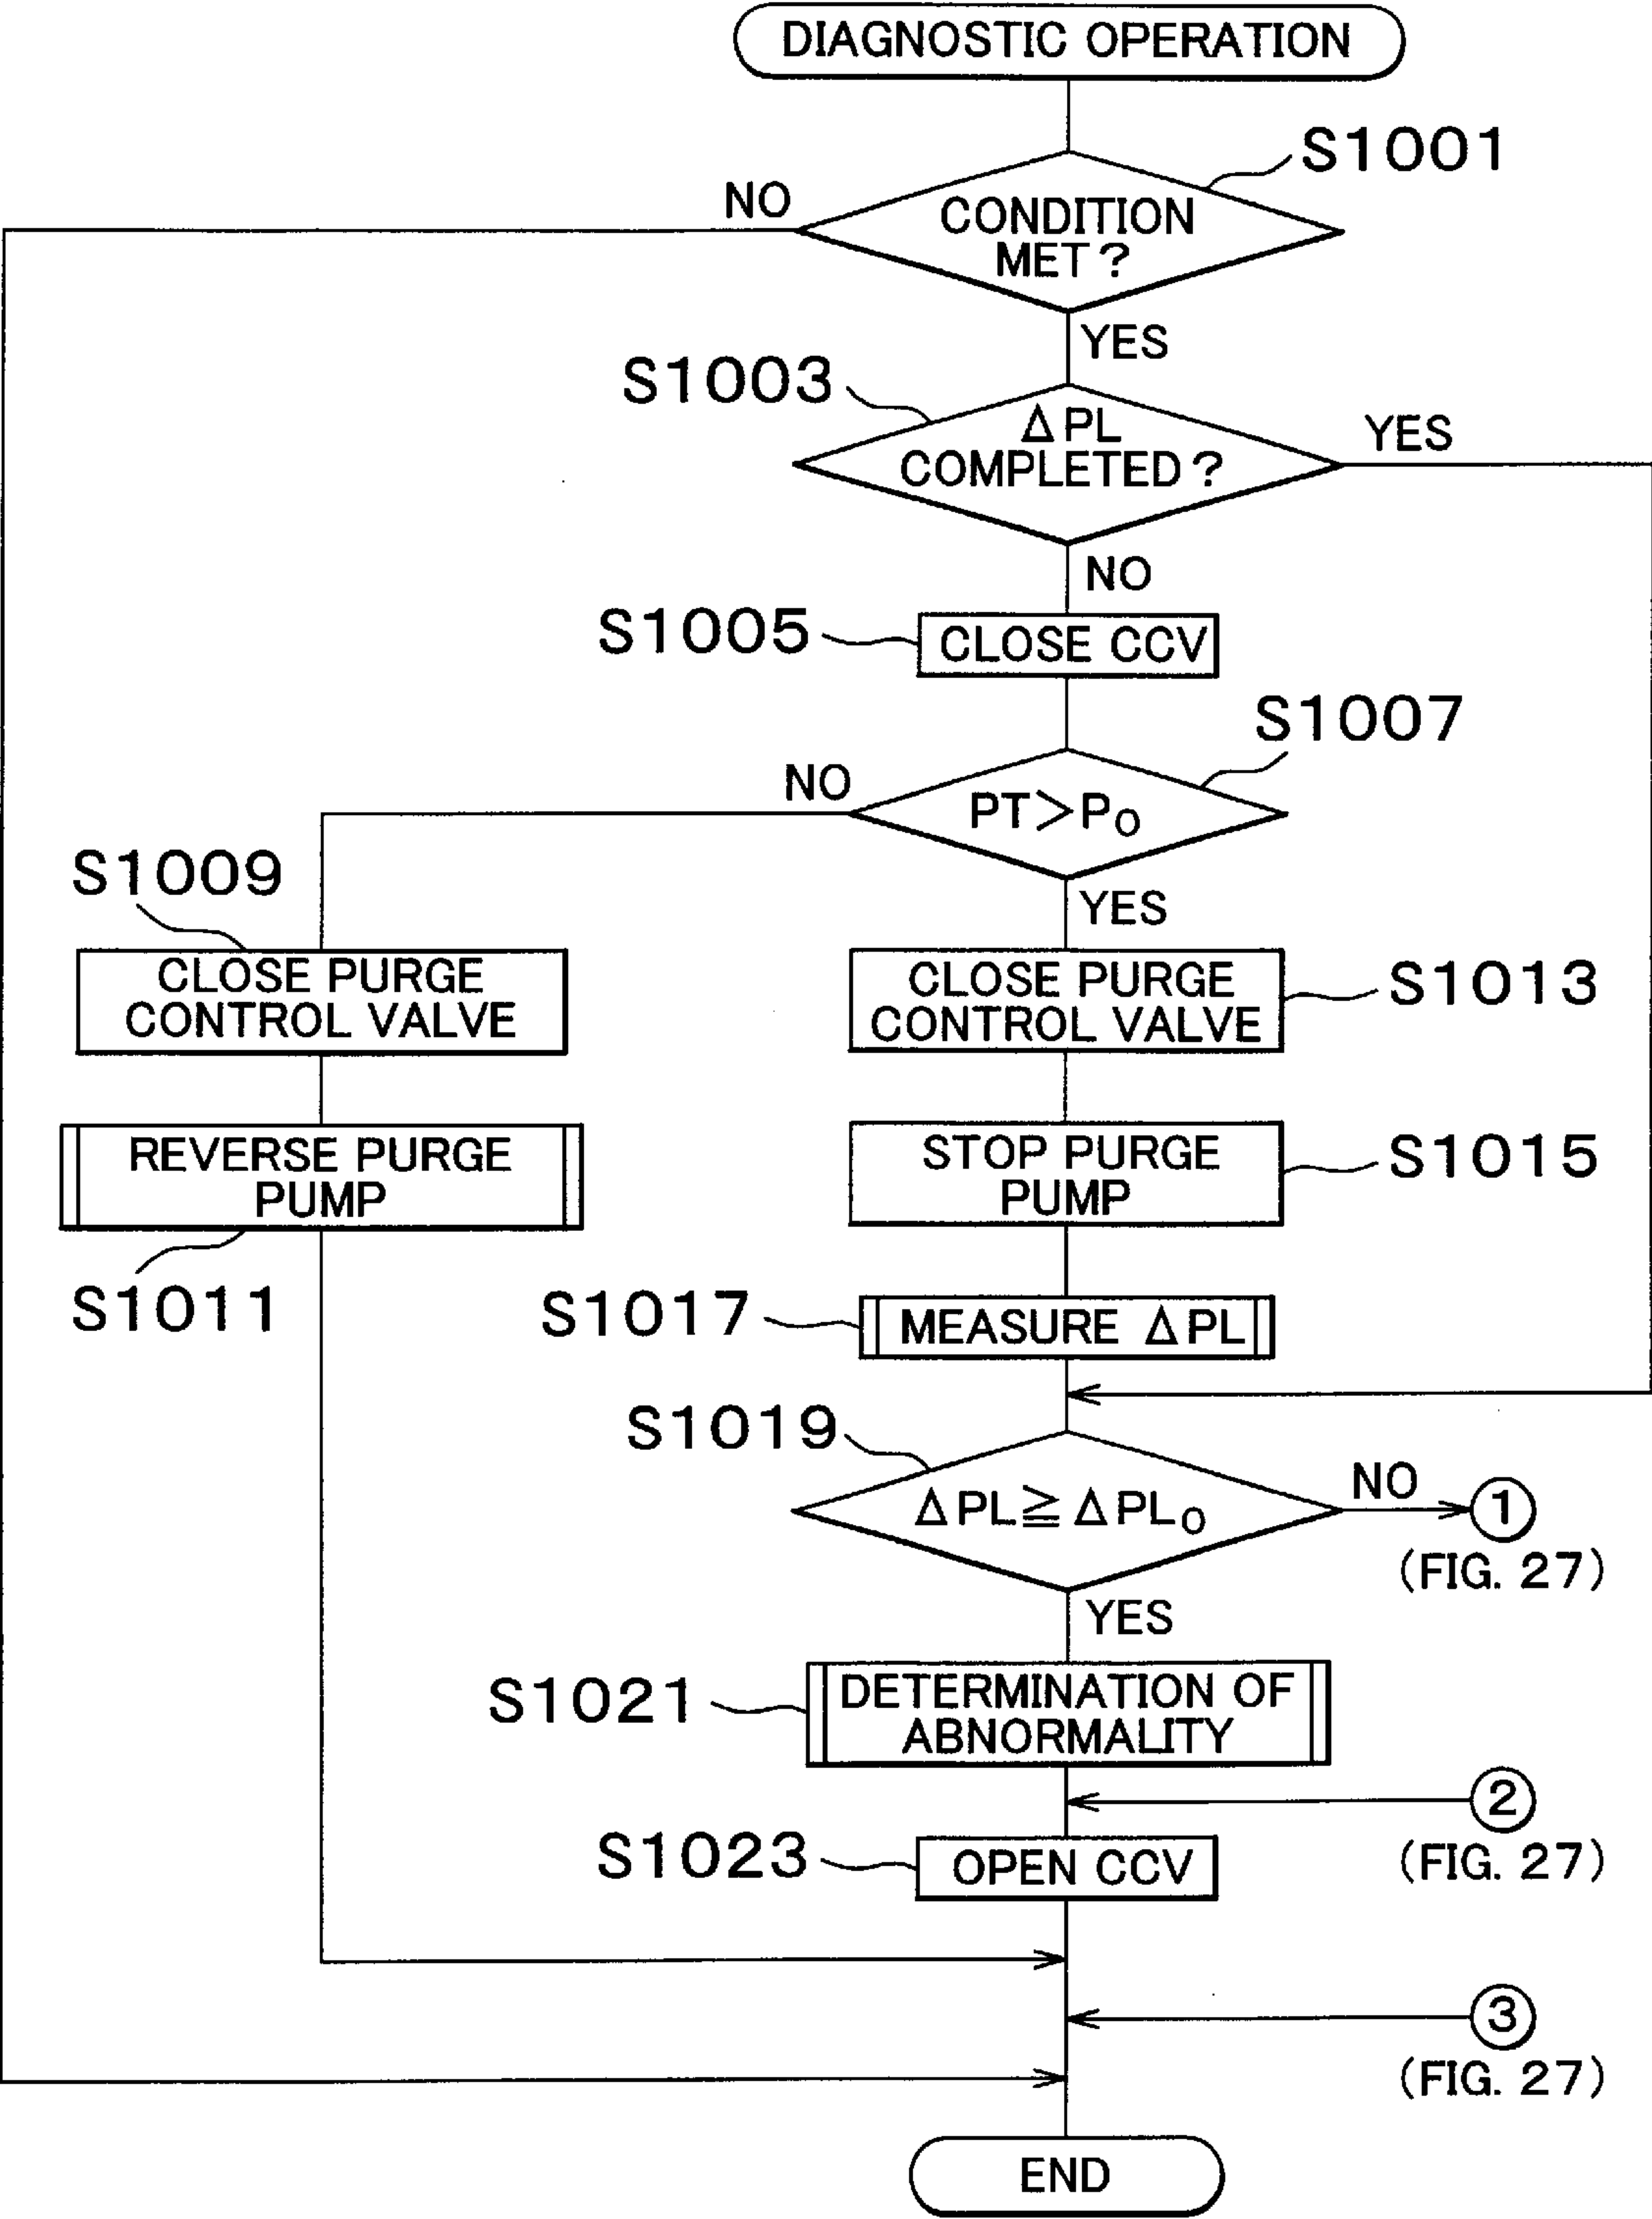 DIAGNOSTIC OPERATION
S1001
NO
CONDITION
MET?
YES
S1003
ΔPL
COMPLETED?
YES
NO
S1005
CLOSE CCV
S1007
NO
PT>P₀
YES
S1009
CLOSE PURGE
CONTROL VALVE
CLOSE PURGE
CONTROL VALVE
S1013
REVERSE PURGE
PUMP
STOP PURGE
PUMP
S1015
S1011
S1017
MEASURE ΔPL
S1019
ΔPL≧ΔPL₀
NO
①
(FIG. 27)
YES
S1021
DETERMINATION OF
ABNORMALITY
②
(FIG. 27)
S1023
OPEN CCV
③
(FIG. 27)
END